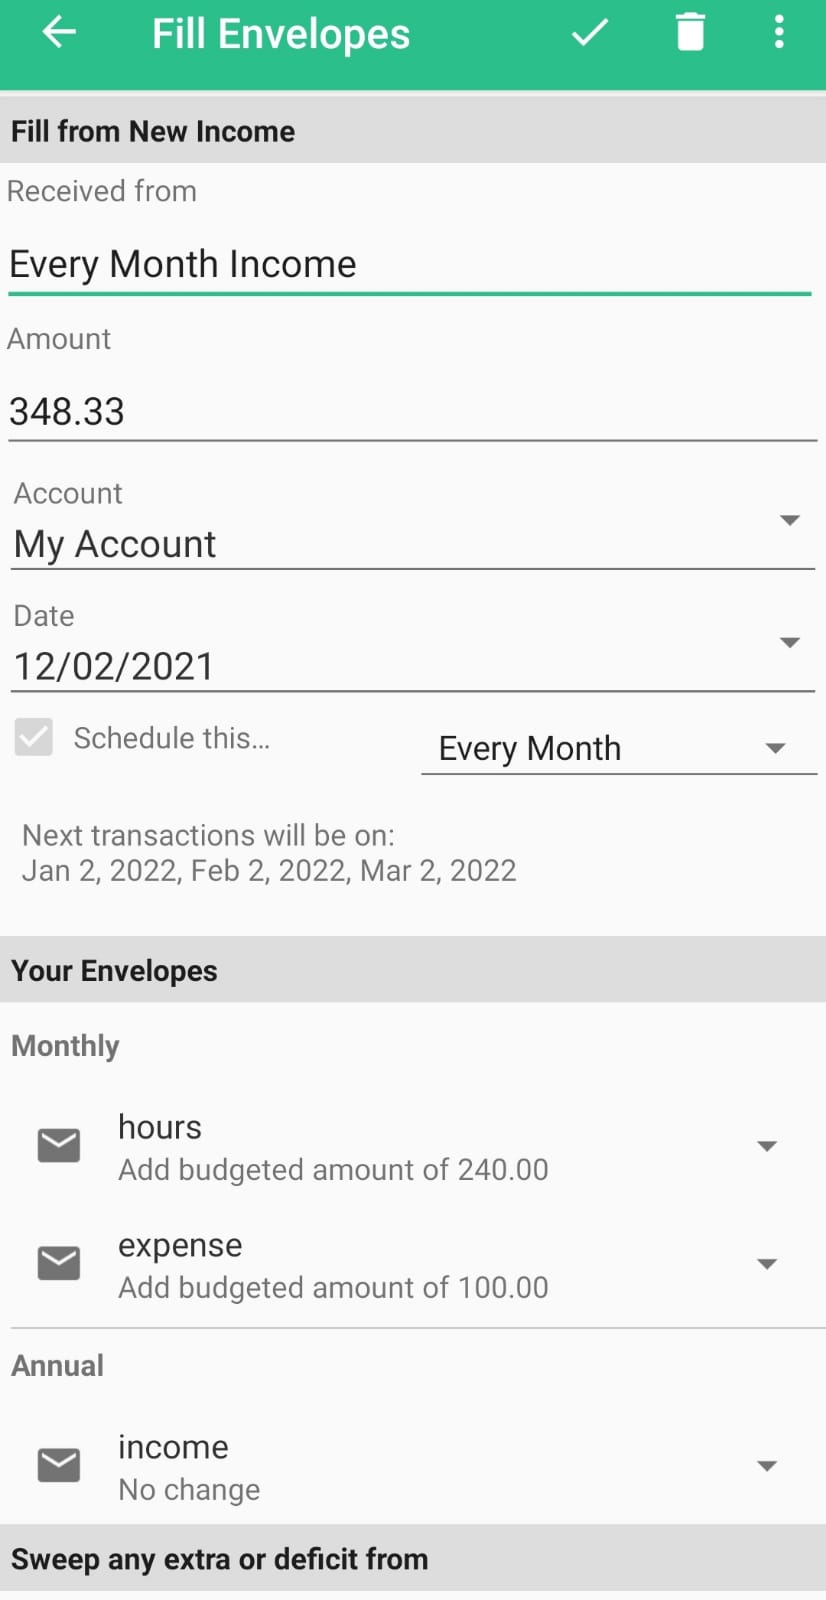 Fill Envelopes
Fill from New Income
Received from
Every Month Income
Amount
348.33
Account
My Account
Date
12/02/2021
Schedule this...
Every Month
Next transactions will be on:
Jan 2, 2022, Feb 2, 2022, Mar 2, 2022
Your Envelopes
Monthly
hours
Add budgeted amount of 240.00
expense
Add budgeted amount of 100.00
Annual
income
No change
Sweep any extra or deficit from